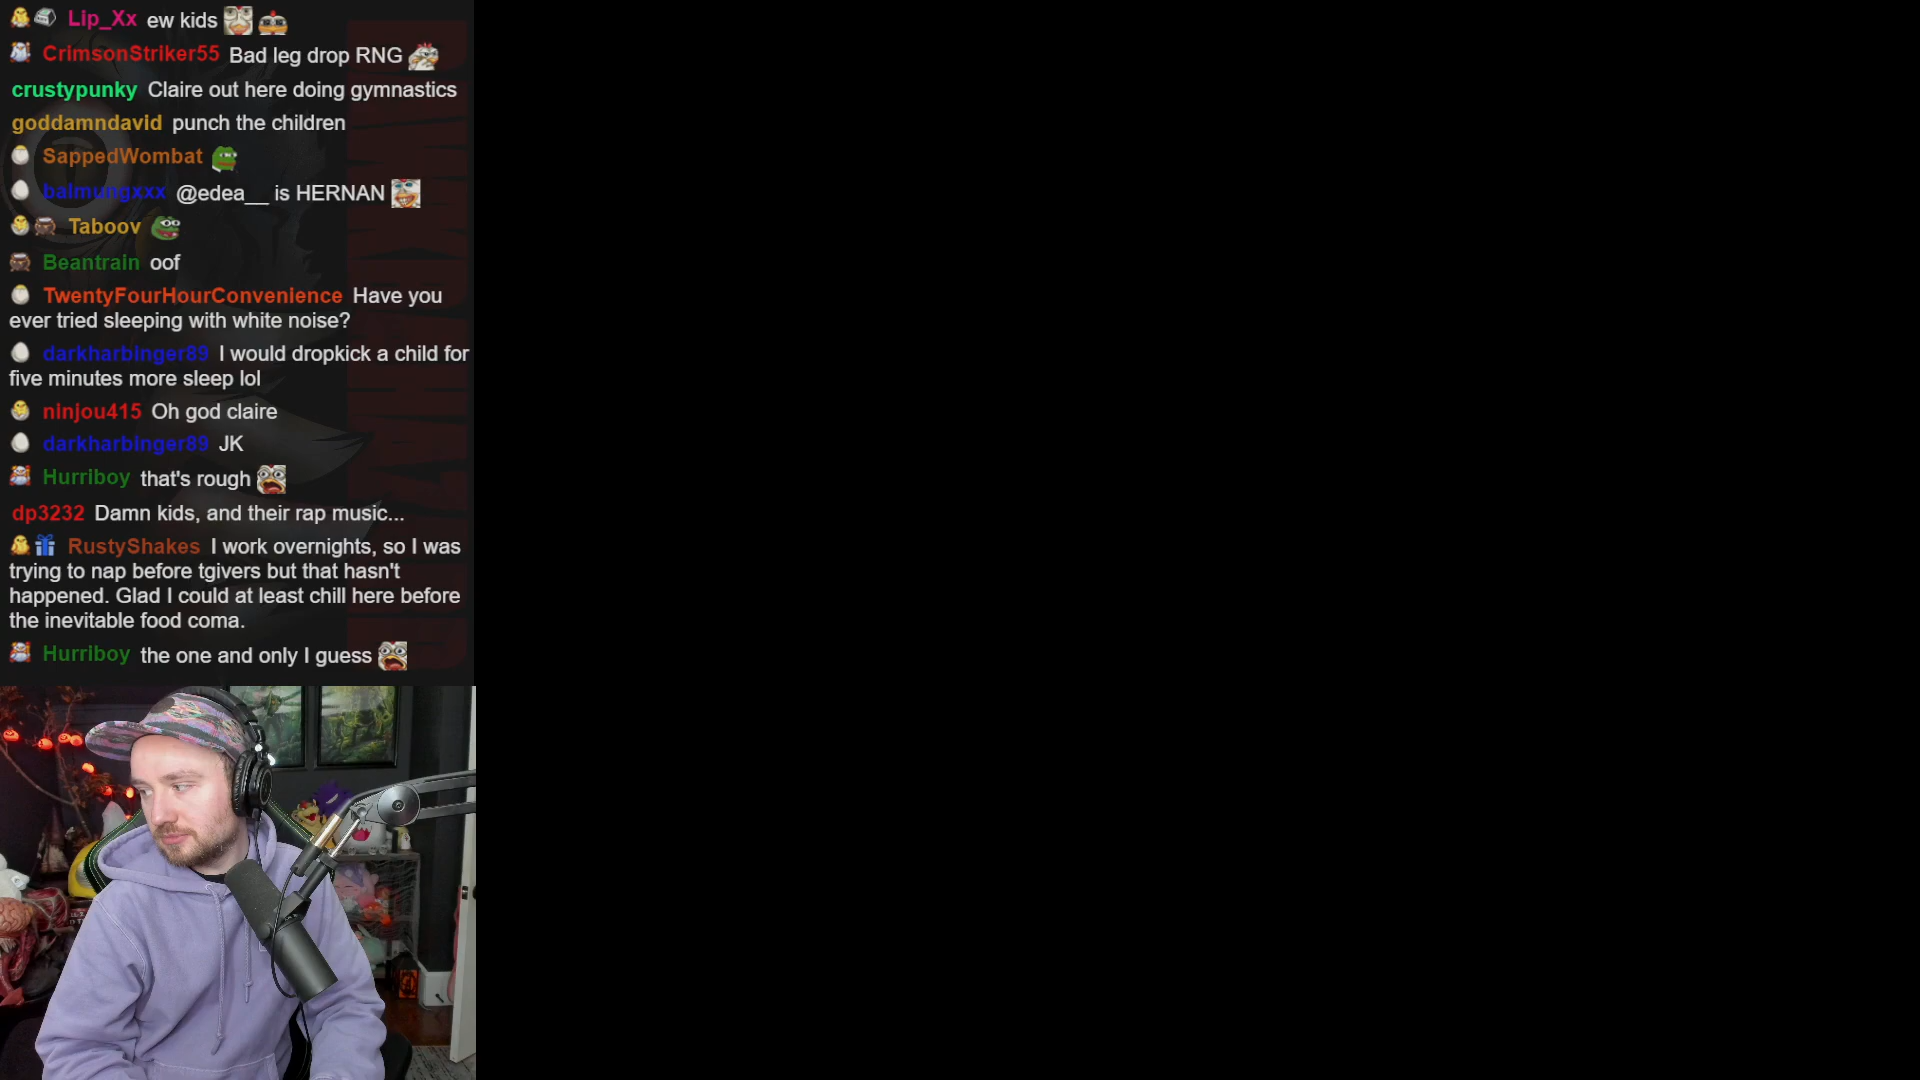 Lip_Xx ew kids
CrimsonStriker55 Bad leg drop RNG
crustypunky Claire out here doing gymnastics
goddamndavid punch the children
SappedWombat
balmungxxx @edea__ is HERNAN
Taboov
Beantrain oof
TwentyFourHourConvenience Have you
ever tried sleeping with white noise?
darkharbinger89 I would dropkick a child for
five minutes more sleep lol
ninjou415 Oh god claire
darkharbinger89 JK
Hurriboy that's rough
dp3232 Damn kids, and their rap music...
RustyShakes I work overnights, so I was
trying to nap before tgivers but that hasn't
happened. Glad I could at least chill here before
the inevitable food coma.
Hurriboy the one and only I guess